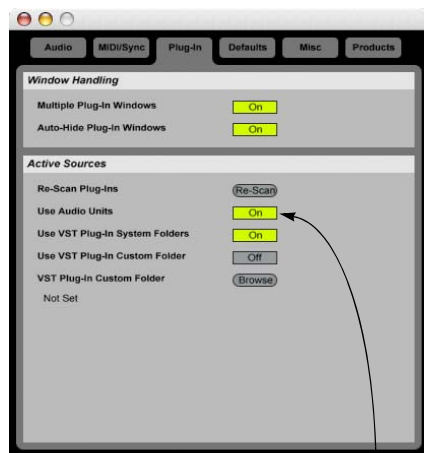 Audio MIDI/Sync Plug-In Defaults Misc Products
Window Handling
Multiple Plug-In Windows On
Auto-Hide Plug-In Windows On
Active Sources
Re-Scan Plug-Ins Re-Scan
Use Audio Units On
Use VST Plug-In System Folders On
Use VST Plug-In Custom Folder Off
VST Plug-In Custom Folder Browse
Not Set